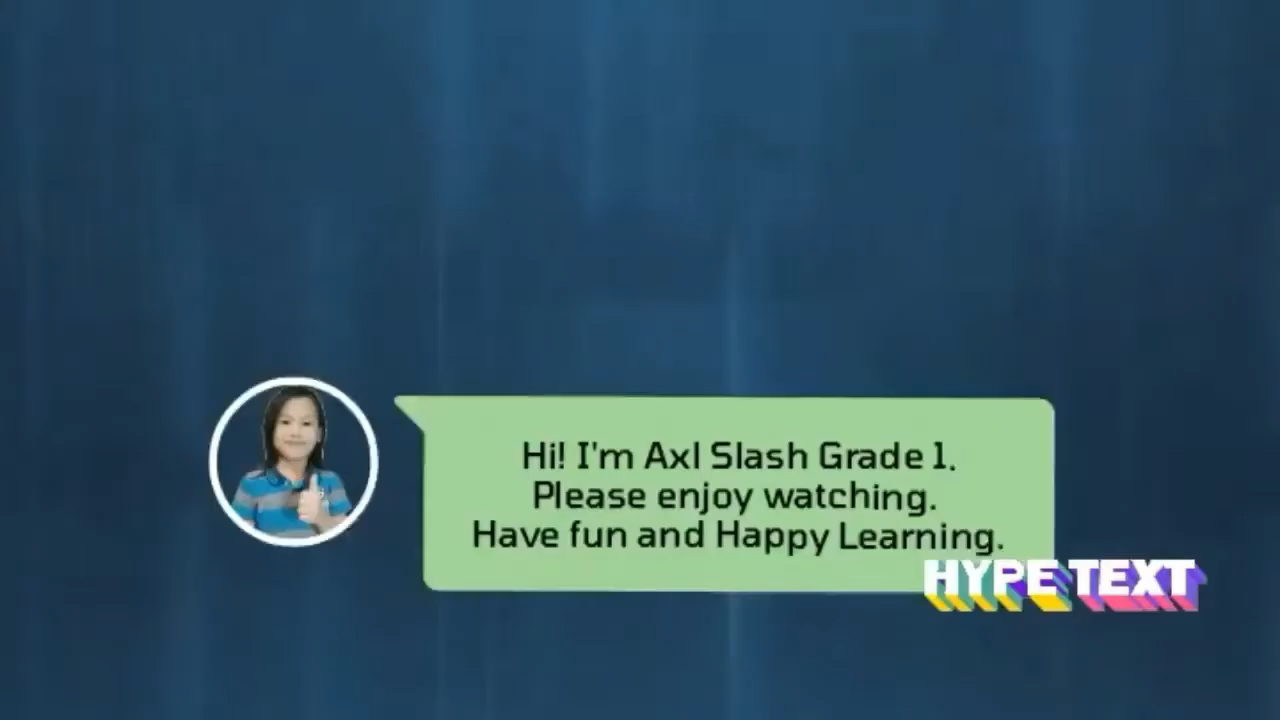 Hi! I'm Axl Slash Grade 1.
Please enjoy watching.
Have fun and Happy Learning.
HYPE TEXT